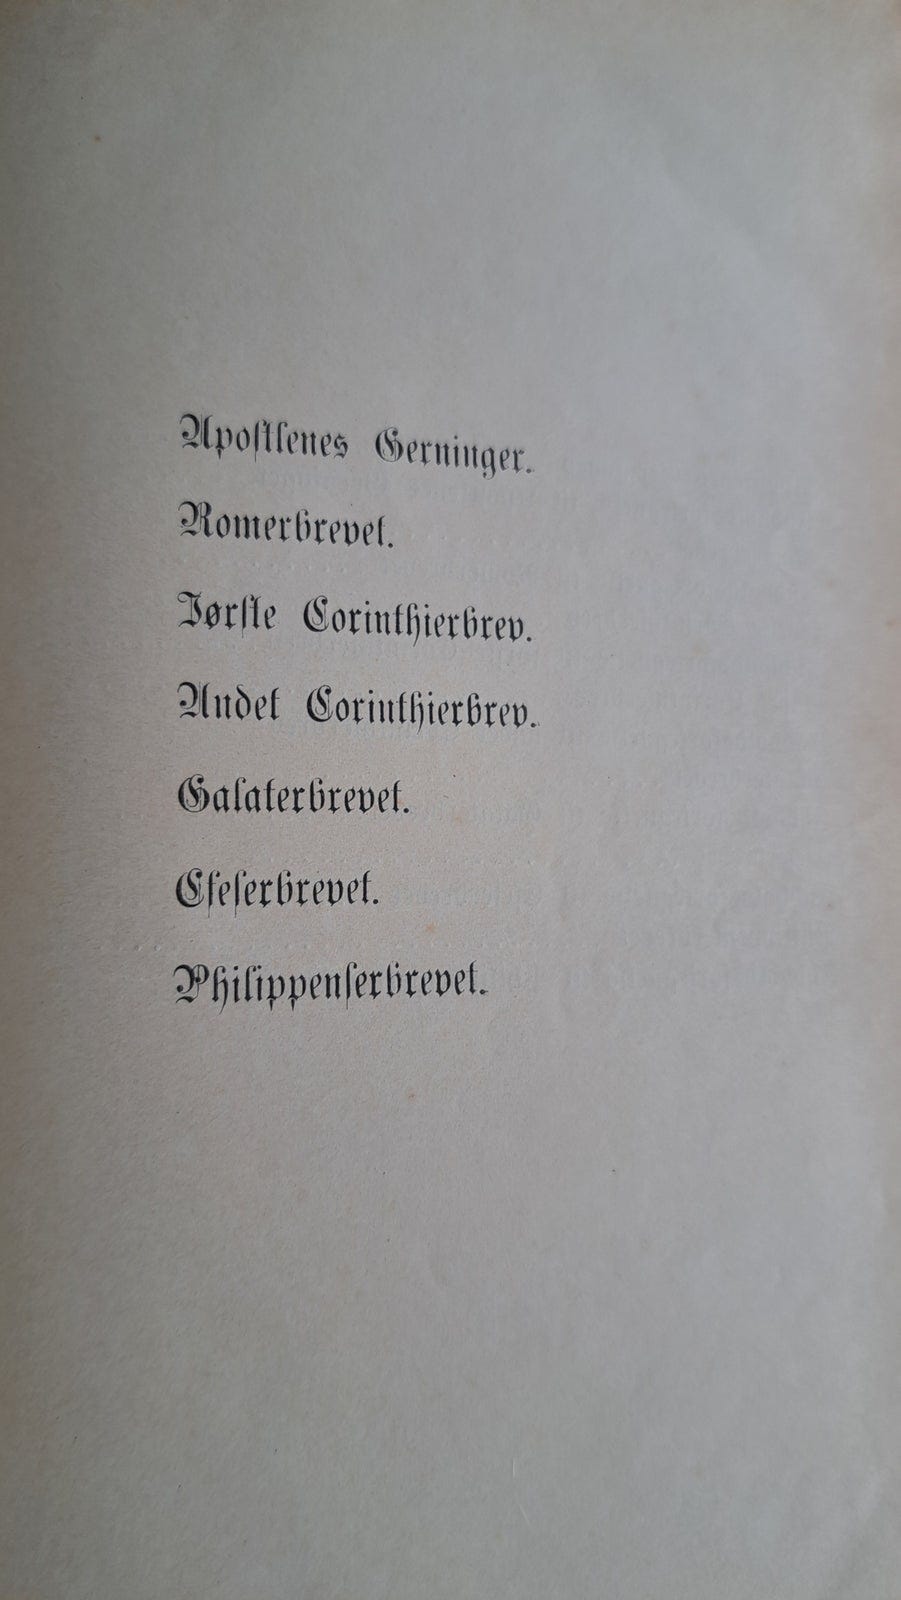 Apostlenes Gerninger.
Romerbrevet.
Første Corinthierbrev.
Andet Corinthierbrev.
Galaterbrevet.
Efeserbrevet.
Philippenserbrevet.